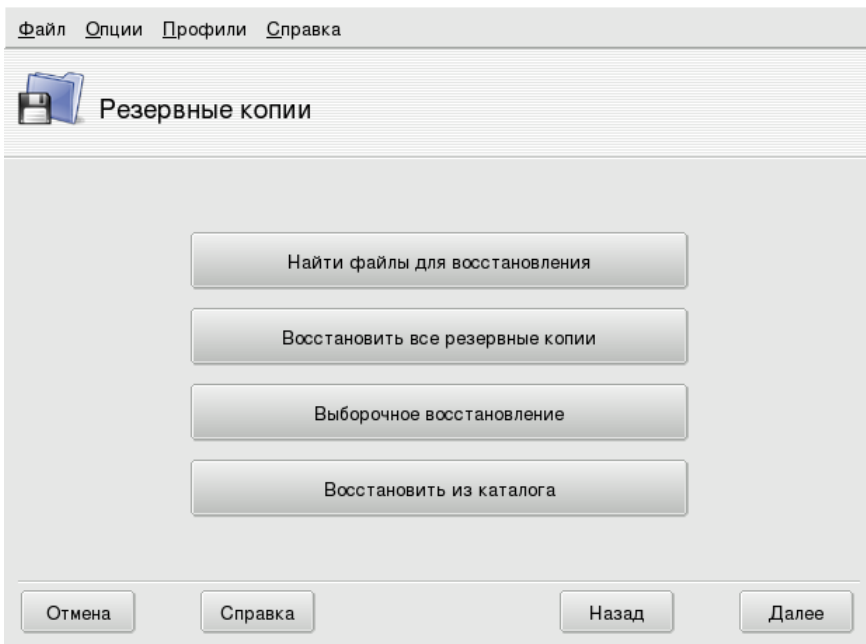 Файл Опции Профили Справка
Резервные копии
Найти файлы для восстановления
Восстановить все резервные копии
Выборочное восстановление
Восстановить из каталога
Отмена Справка Назад Далее